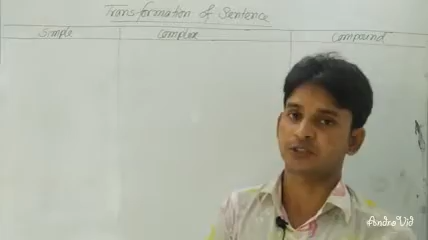 Transformation of Sentence
Simple Complex Compound
AndroVid